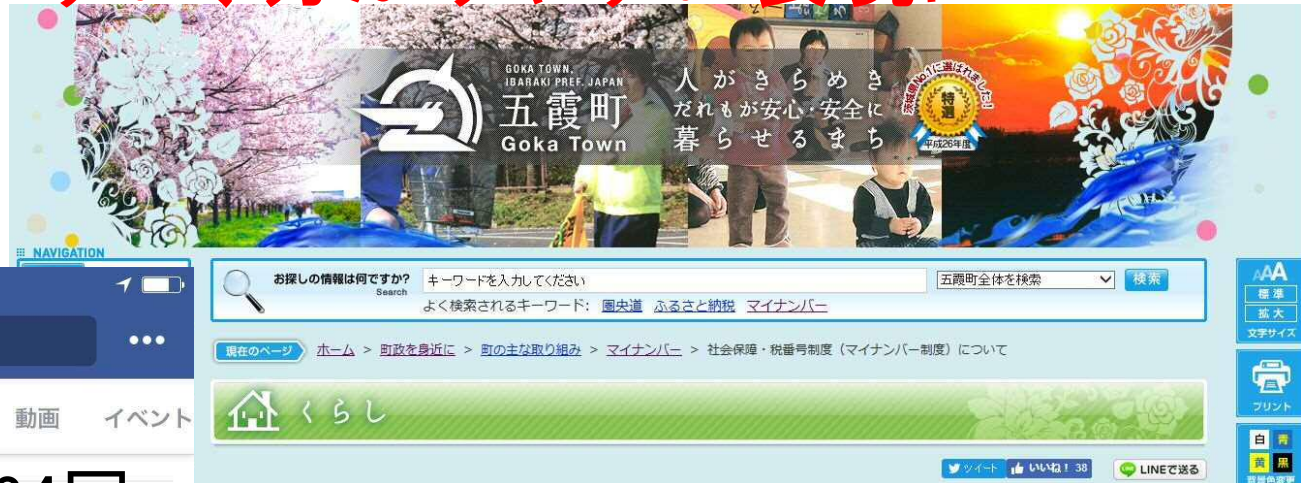 GOKA TOWN,
IBARAKI PREF. JAPAN
五霞町
Goka Town
人がきらめき
だれもが安心・安全に
暮らせるまち
特選
平成26年度
NAVIGATION
お探しの情報は何ですか?
Search
キーワードを入力してください
五霞町全体を検索
検索
よく検索されるキーワード: 圏央道 ふるさと納税 マイナンバー
現在のページ ホーム > 町政を身近に > 町の主な取り組み > マイナンバー > 社会保障・税番号制度(マイナンバー制度)について
くらし
ツイート
いいね! 38
LINEで送る
AAA
標準
拡大
文字サイズ
プリント
白 青
黄 黒
背景色変更
動画 イベント